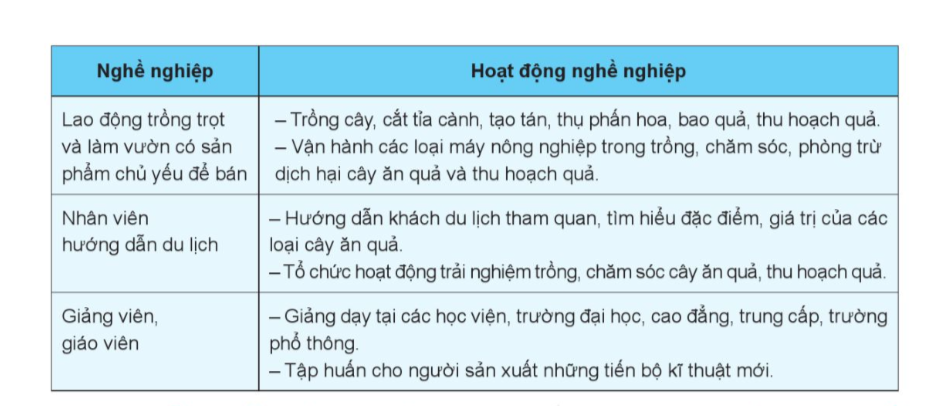 Nghề nghiệp
Hoạt động nghề nghiệp
Lao động trồng trọt
và làm vườn có sản
phẩm chủ yếu để bán
– Trồng cây, cắt tỉa cành, tạo tán, thụ phấn hoa, bao quả, thu hoạch quả.
– Vận hành các loại máy nông nghiệp trong trồng, chăm sóc, phòng trừ
dịch hại cây ăn quả và thu hoạch quả.
Nhân viên
hướng dẫn du lịch
– Hướng dẫn khách du lịch tham quan, tìm hiểu đặc điểm, giá trị của các
loại cây ăn quả.
– Tổ chức hoạt động trải nghiệm trồng, chăm sóc cây ăn quả, thu hoạch quả.
Giảng viên,
giáo viên
– Giảng dạy tại các học viện, trường đại học, cao đẳng, trung cấp, trường
phổ thông.
– Tập huấn cho người sản xuất những tiến bộ kĩ thuật mới.